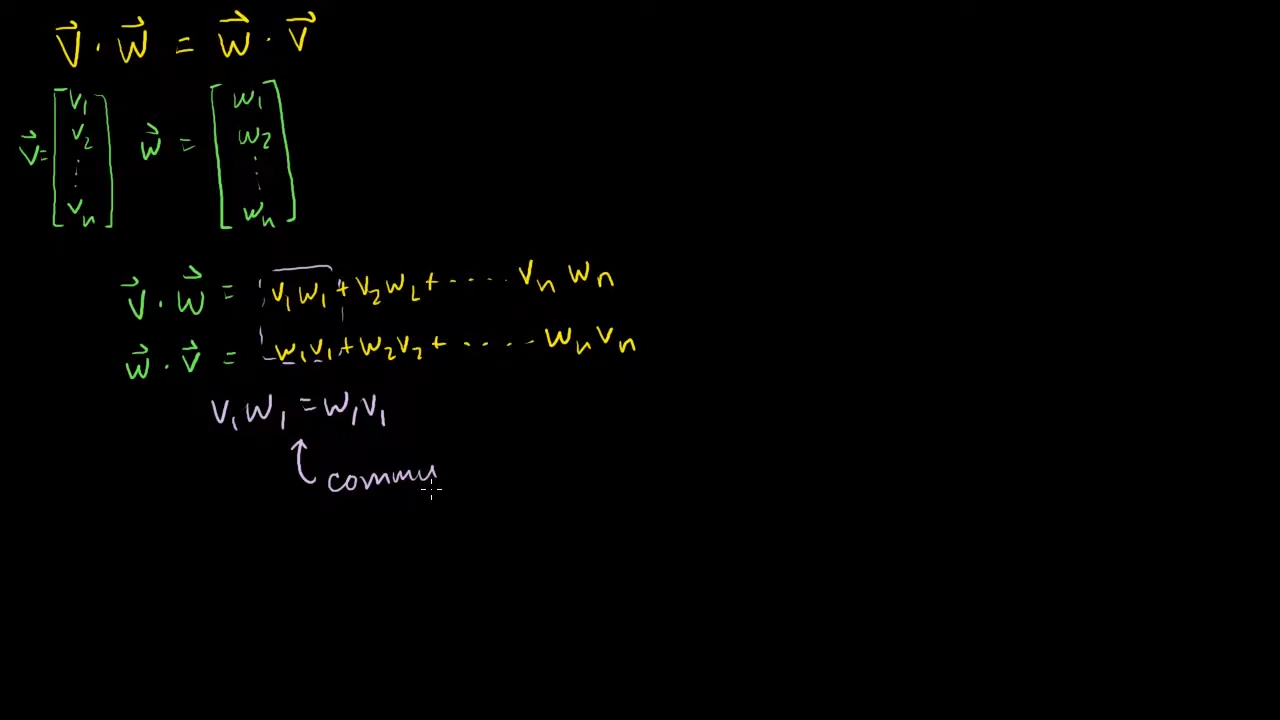 v⃗ · w⃗ = w⃗ · v⃗
v⃗ = [v₁ v₂ ⋮ vₙ] w⃗ = [w₁ w₂ ⋮ wₙ]
v⃗ · w⃗ = v₁w₁ + v₂w₂ + ····· vₙwₙ
w⃗ · v⃗ = w₁v₁ + w₂v₂ + ····· wₙvₙ
v₁w₁ = w₁v₁
commu